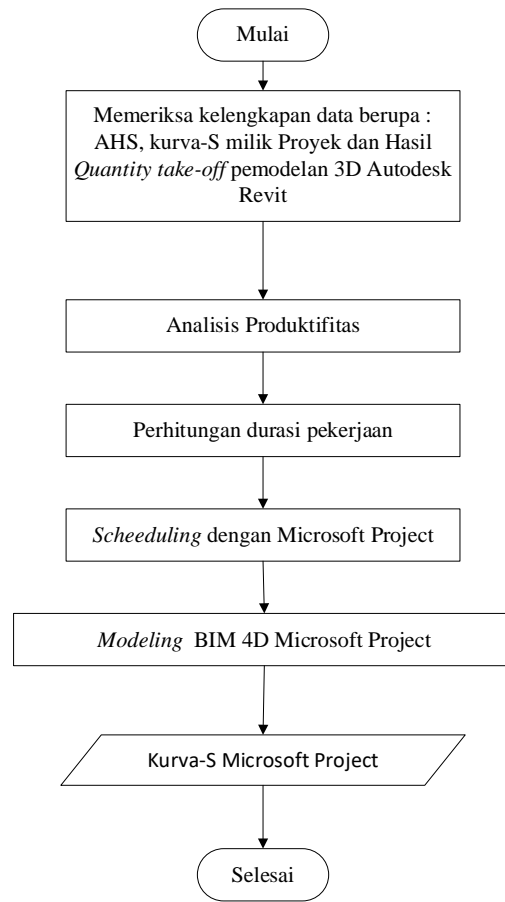 Mulai
Memeriksa kelengkapan data berupa :
AHS, kurva-S milik Proyek dan Hasil
Quantity take-off pemodelan 3D Autodesk
Revit
Analisis Produktifitas
Perhitungan durasi pekerjaan
Scheeduling dengan Microsoft Project
Modeling BIM 4D Microsoft Project
Kurva-S Microsoft Project
Selesai